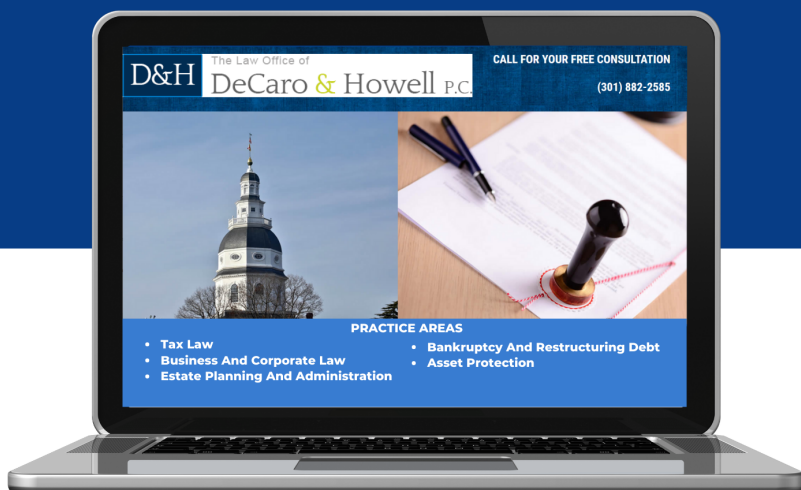 D&H
The Law Office of
DeCaro & Howell P.C.
CALL FOR YOUR FREE CONSULTATION
(301) 882-2585
PRACTICE AREAS
• Tax Law
• Business And Corporate Law
• Estate Planning And Administration
• Bankruptcy And Restructuring Debt
• Asset Protection